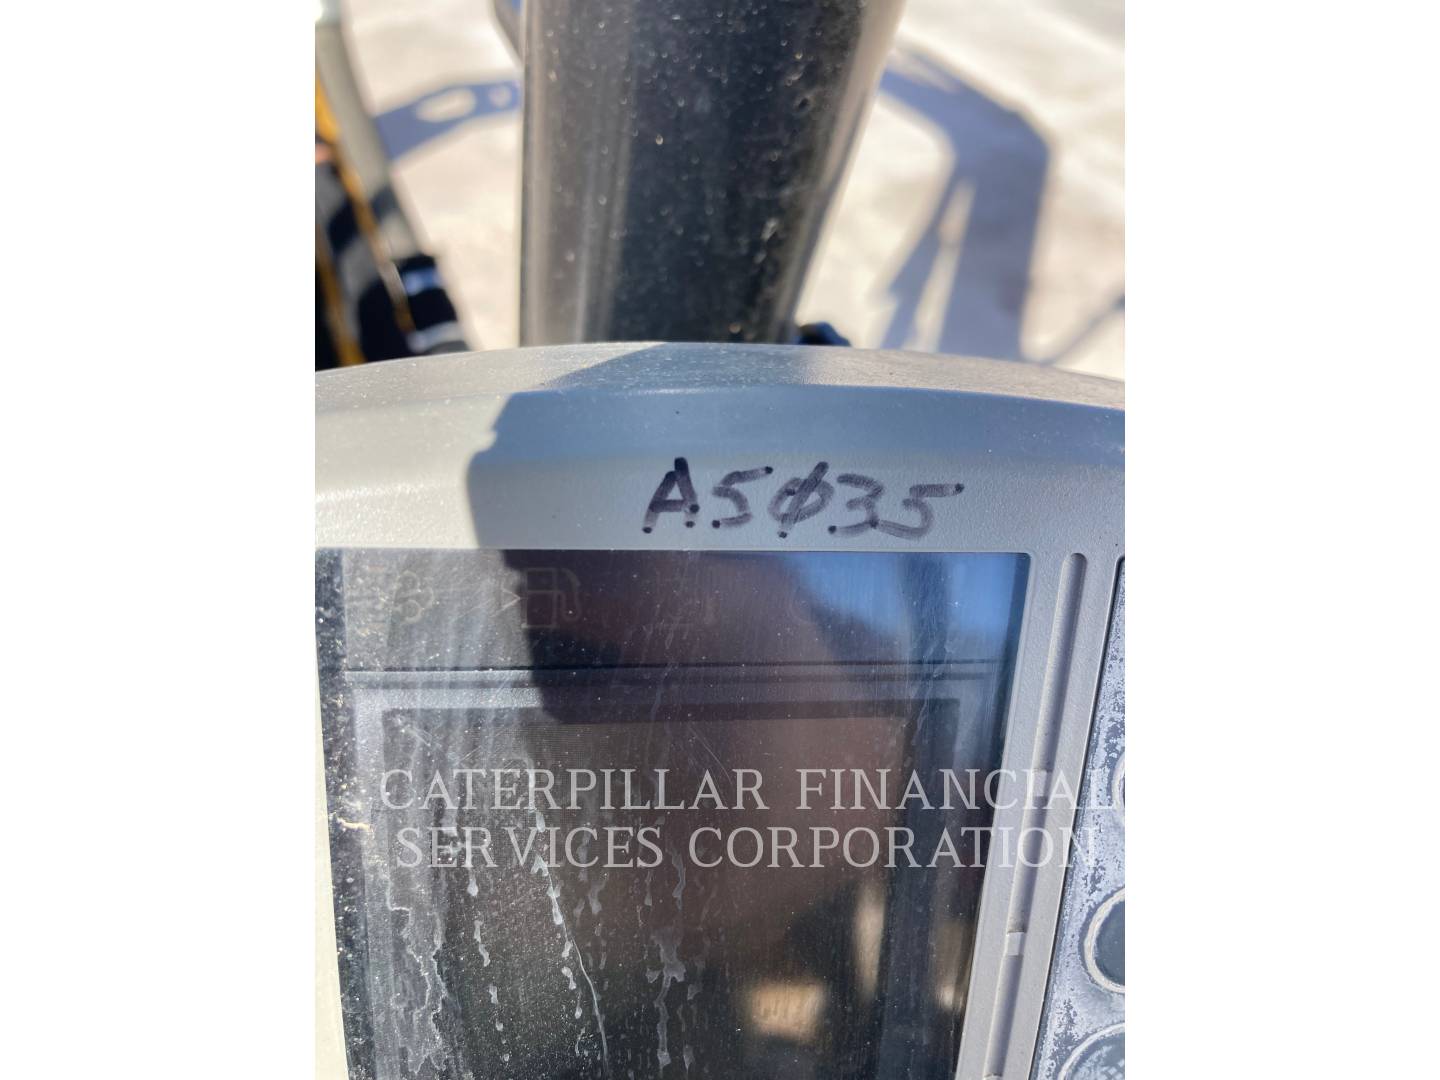 A5Ø35
CATERPILLAR FINANCIAL
SERVICES CORPORATION